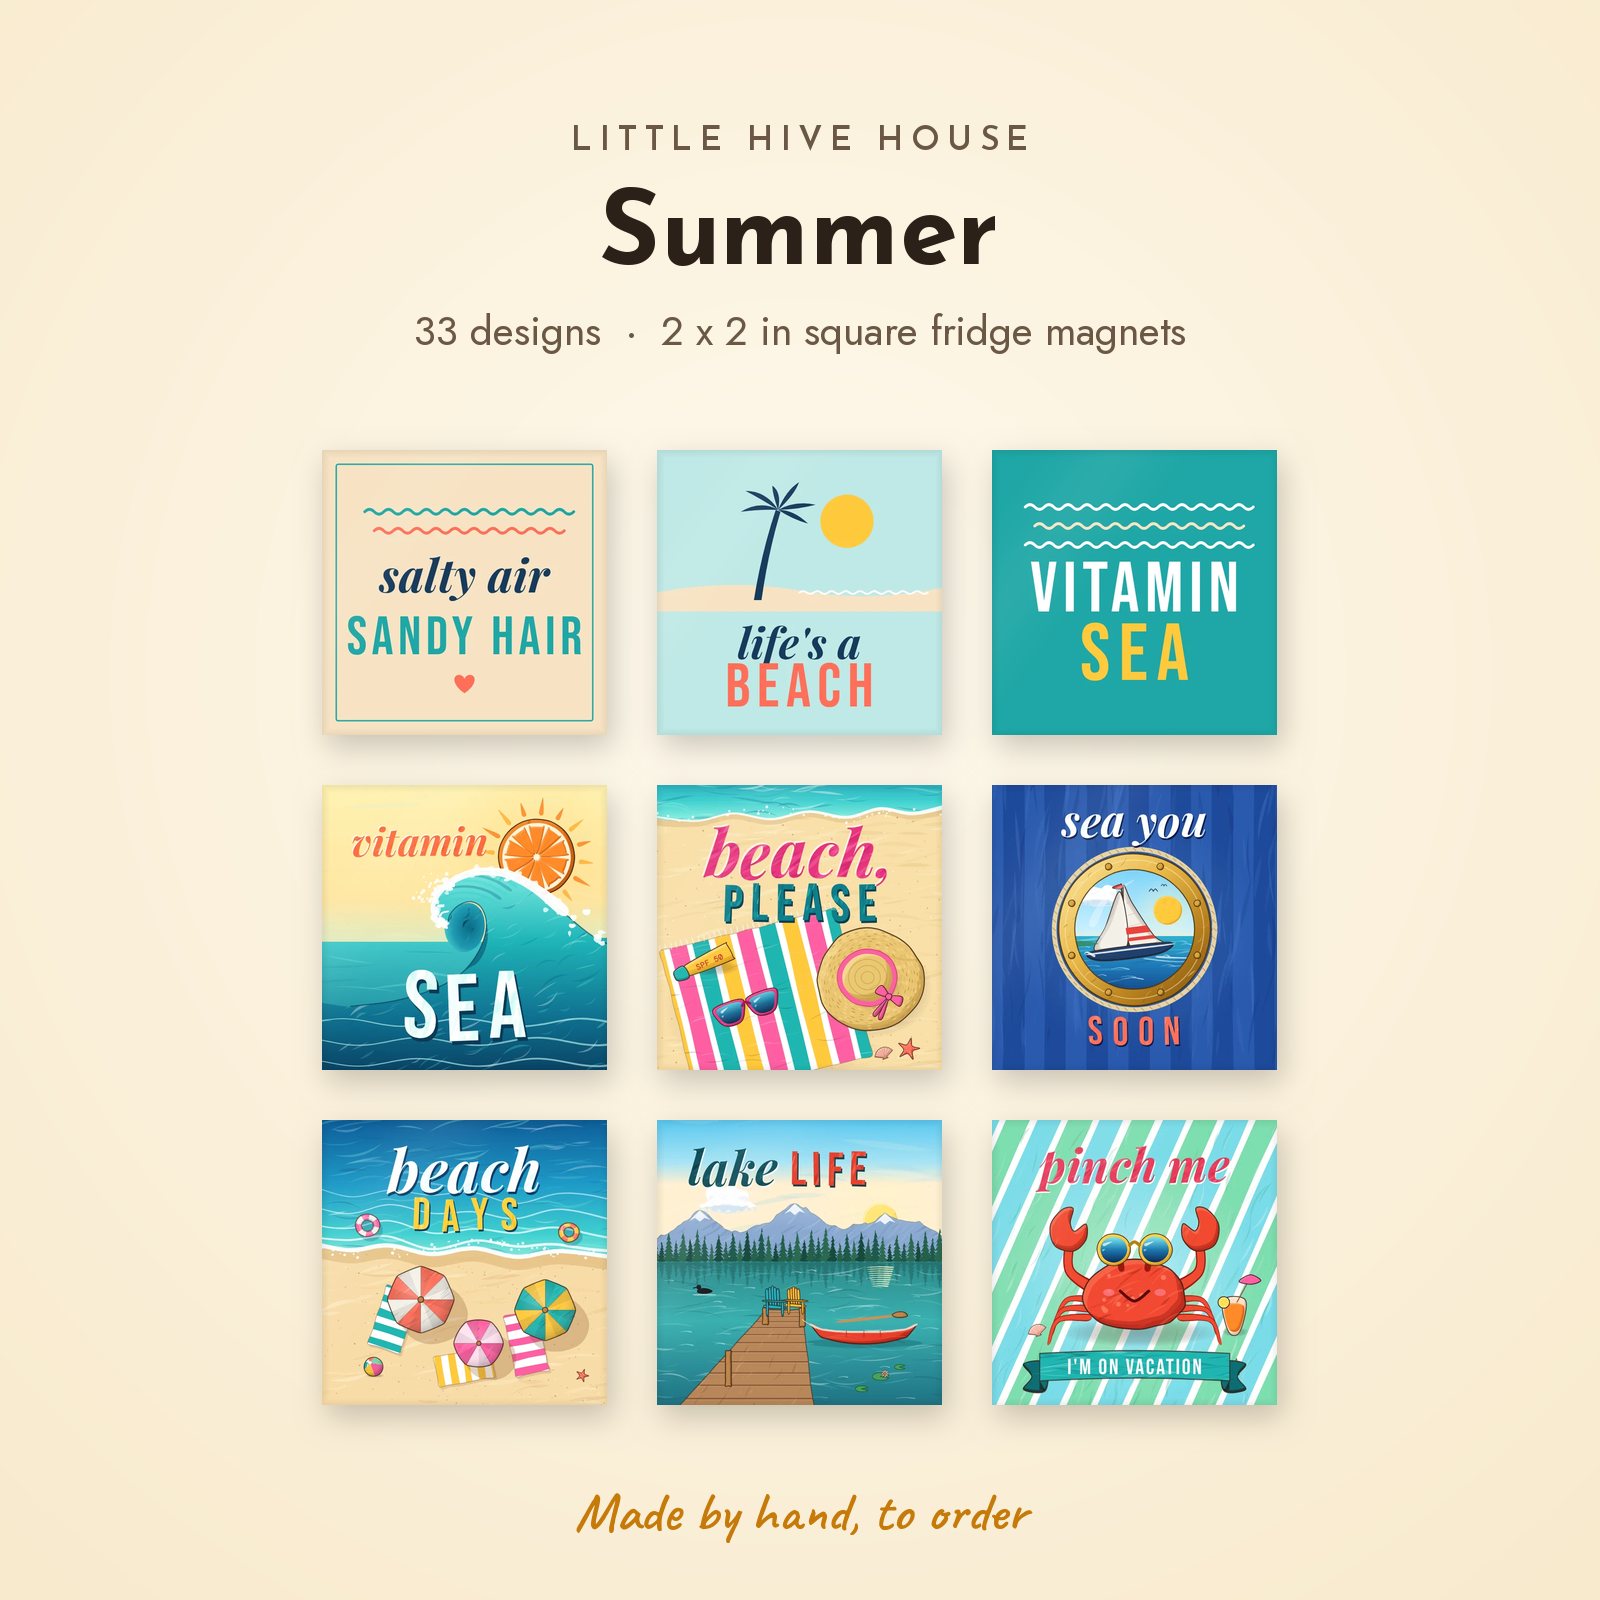 LITTLE HIVE HOUSE
Summer
33 designs · 2 x 2 in square fridge magnets
salty air
SANDY HAIR
life's a
BEACH
VITAMIN
SEA
vitamin
SEA
beach,
PLEASE
SPF 50
sea you
SOON
beach
DAYS
lake LIFE
pinch me
I'M ON VACATION
Made by hand, to order